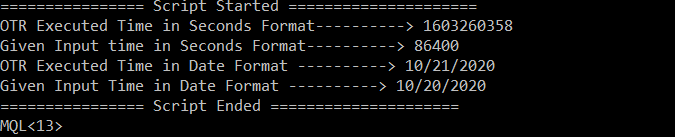 ================ Script Started =====================
OTR Executed Time in Seconds Format----------> 1603260358
Given Input time in Seconds Format----------> 86400
OTR Executed Time in Date Format ----------> 10/21/2020
Given Input Time in Date Format ----------> 10/20/2020
================ Script Ended =====================
MQL<13>